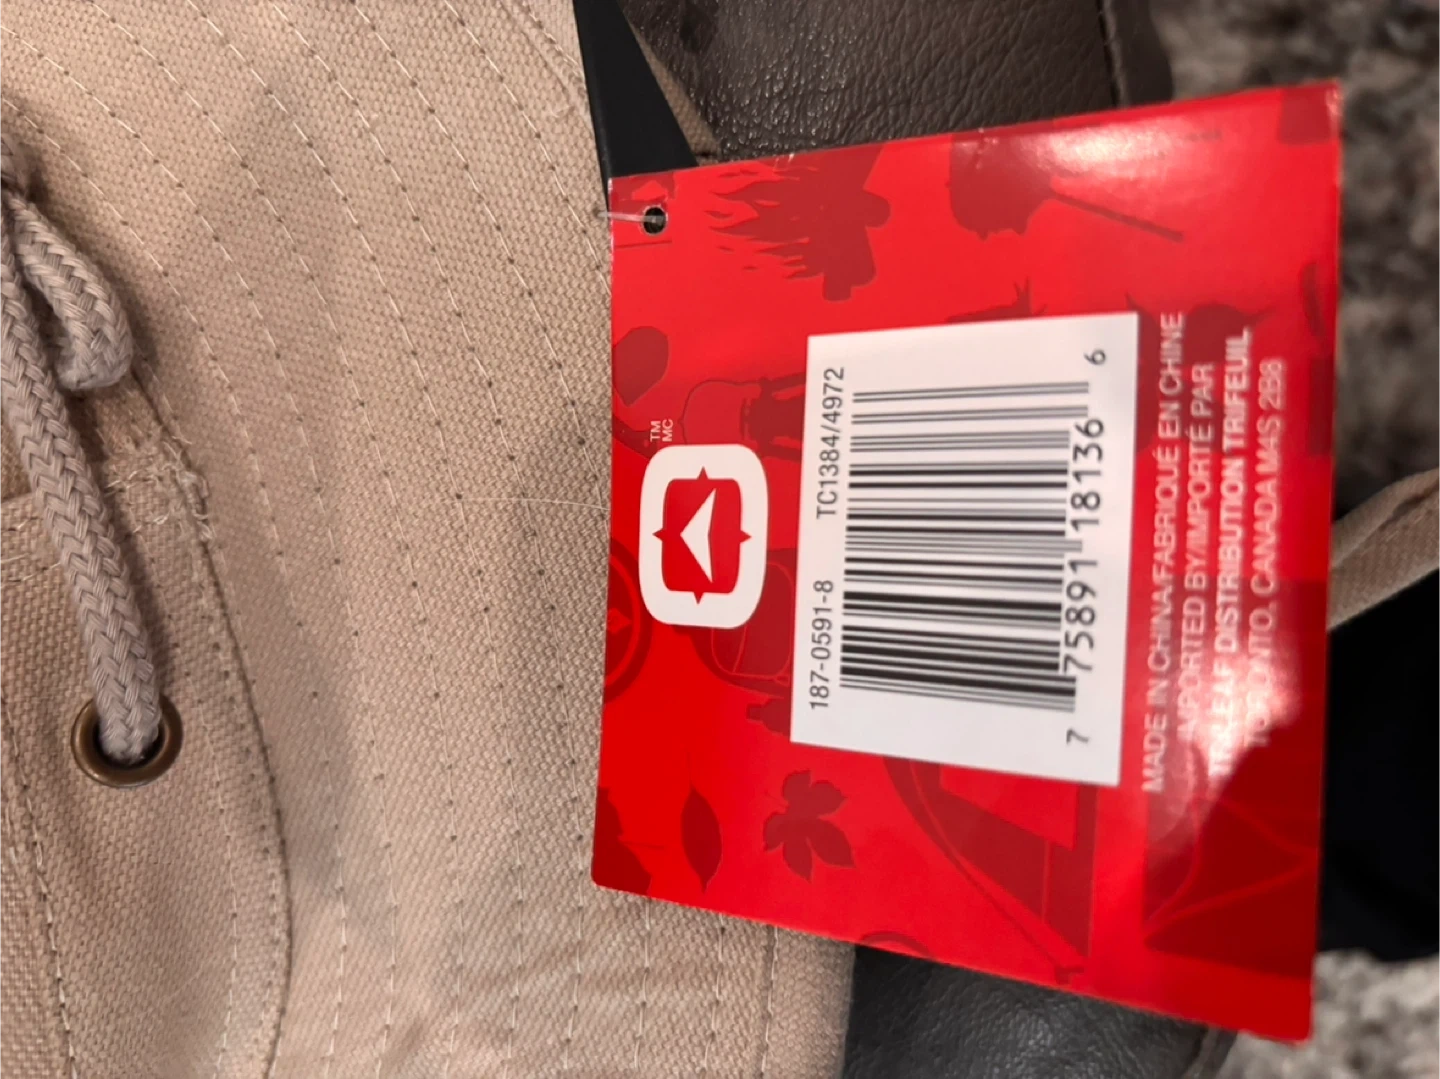 TM
MC
187-0591-8 TC1384/4972
7 75891 18136 6
MADE IN CHINA/FABRIQUÉ EN CHINE
IMPORTED BY/IMPORTÉ PAR
TRILEAF DISTRIBUTION TRIFEUIL
TORONTO, CANADA M4S 2B8